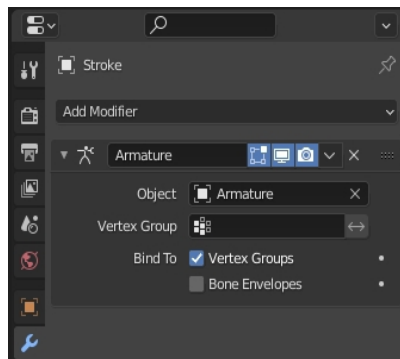 Stroke
Add Modifier
Armature
Object Armature
Vertex Group
Bind To Vertex Groups
Bone Envelopes